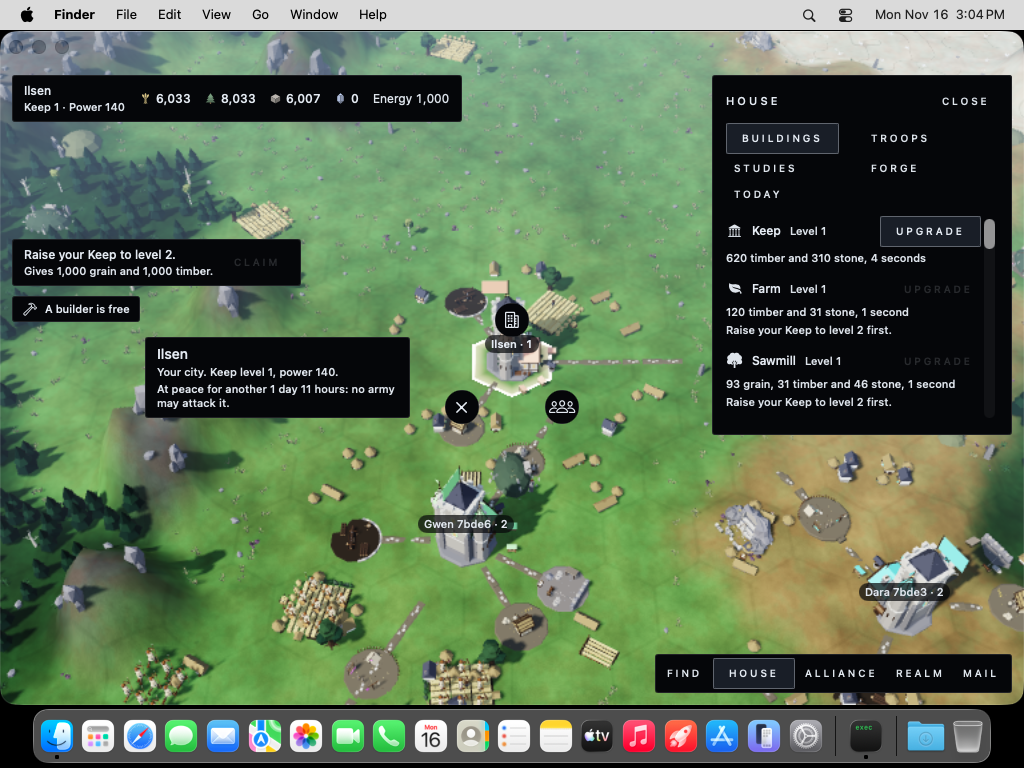 Finder File Edit View Go Window Help Mon Nov 16 3:04 PM
Ilsen
Keep 1 · Power 140
6,033 8,033 6,007 0 Energy 1,000
HOUSE CLOSE
BUILDINGS TROOPS
STUDIES FORGE
TODAY
Keep Level 1 UPGRADE
620 timber and 310 stone, 4 seconds
Farm Level 1 UPGRADE
120 timber and 31 stone, 1 second
Raise your Keep to level 2 first.
Sawmill Level 1 UPGRADE
93 grain, 31 timber and 46 stone, 1 second
Raise your Keep to level 2 first.
Raise your Keep to level 2.
Gives 1,000 grain and 1,000 timber.
CLAIM
A builder is free
Ilsen
Your city. Keep level 1, power 140.
At peace for another 1 day 11 hours: no army
may attack it.
Ilsen · 1
Gwen 7bde6 · 2
Dara 7bde3 · 2
FIND HOUSE ALLIANCE REALM MAIL
Mon
16
tv
exec